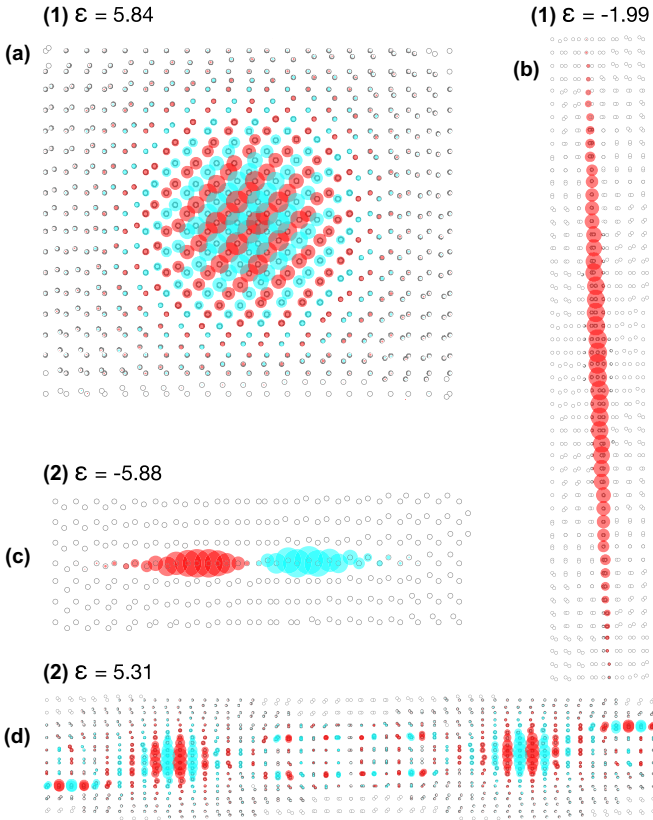 (1) ε = 5.84
(1) ε = -1.99
(a)
(b)
(2) ε = -5.88
(c)
(2) ε = 5.31
(d)